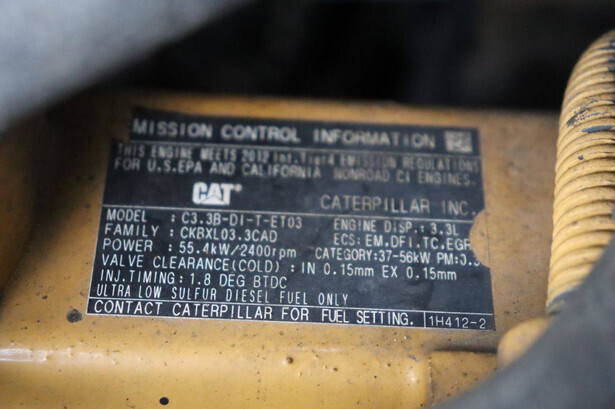 MISSION CONTROL INFORMATION
THIS ENGINE MEETS 2012 Int.Tier4 EMISSION REGULATIONS
FOR U.S.EPA AND CALIFORNIA NONROAD CI ENGINES.
CAT CATERPILLAR INC.
MODEL : C3.3B-DI-T-ET03 ENGINE DISP.: 3.3L
FAMILY : CKBXL03.3CAD ECS: EM.DFI.TC.EGR
POWER : 55.4kW/2400rpm CATEGORY:37-56kW PM:
VALVE CLEARANCE(COLD) : IN 0.15mm EX 0.15mm
INJ.TIMING: 1.8 DEG BTDC
ULTRA LOW SULFUR DIESEL FUEL ONLY
CONTACT CATERPILLAR FOR FUEL SETTING. 1H412-2